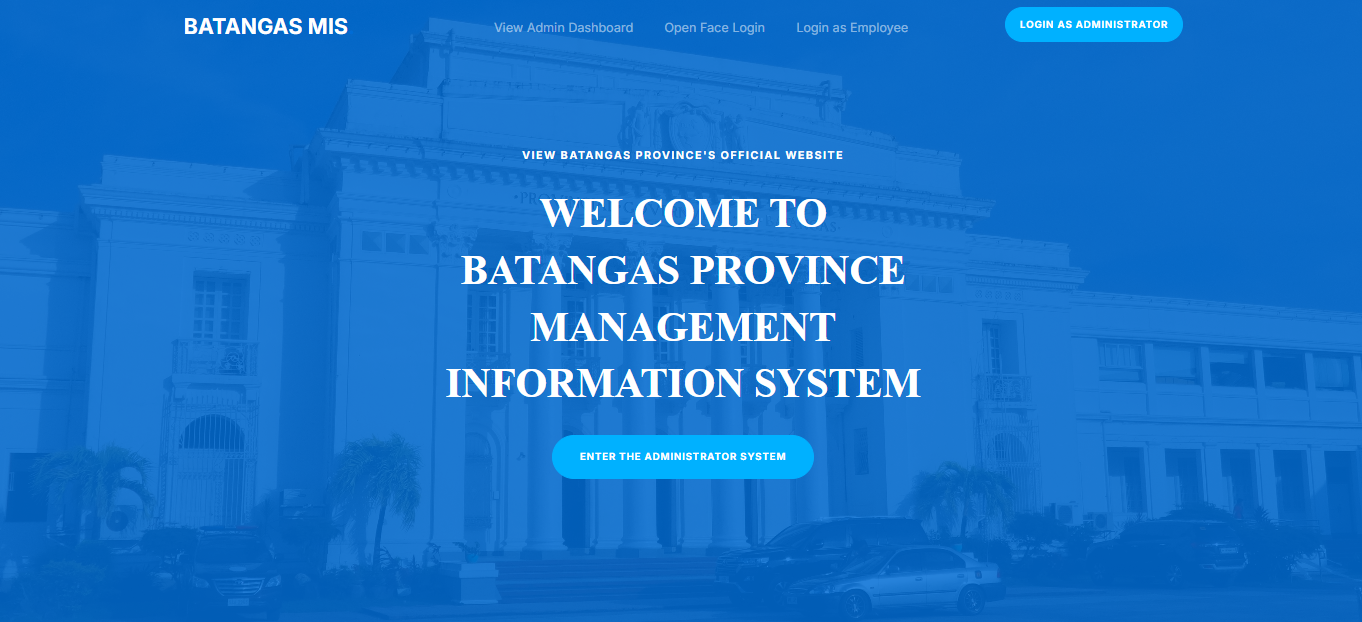 BATANGAS MIS
View Admin Dashboard
Open Face Login
Login as Employee
LOGIN AS ADMINISTRATOR
VIEW BATANGAS PROVINCE'S OFFICIAL WEBSITE
WELCOME TO
BATANGAS PROVINCE
MANAGEMENT
INFORMATION SYSTEM
ENTER THE ADMINISTRATOR SYSTEM